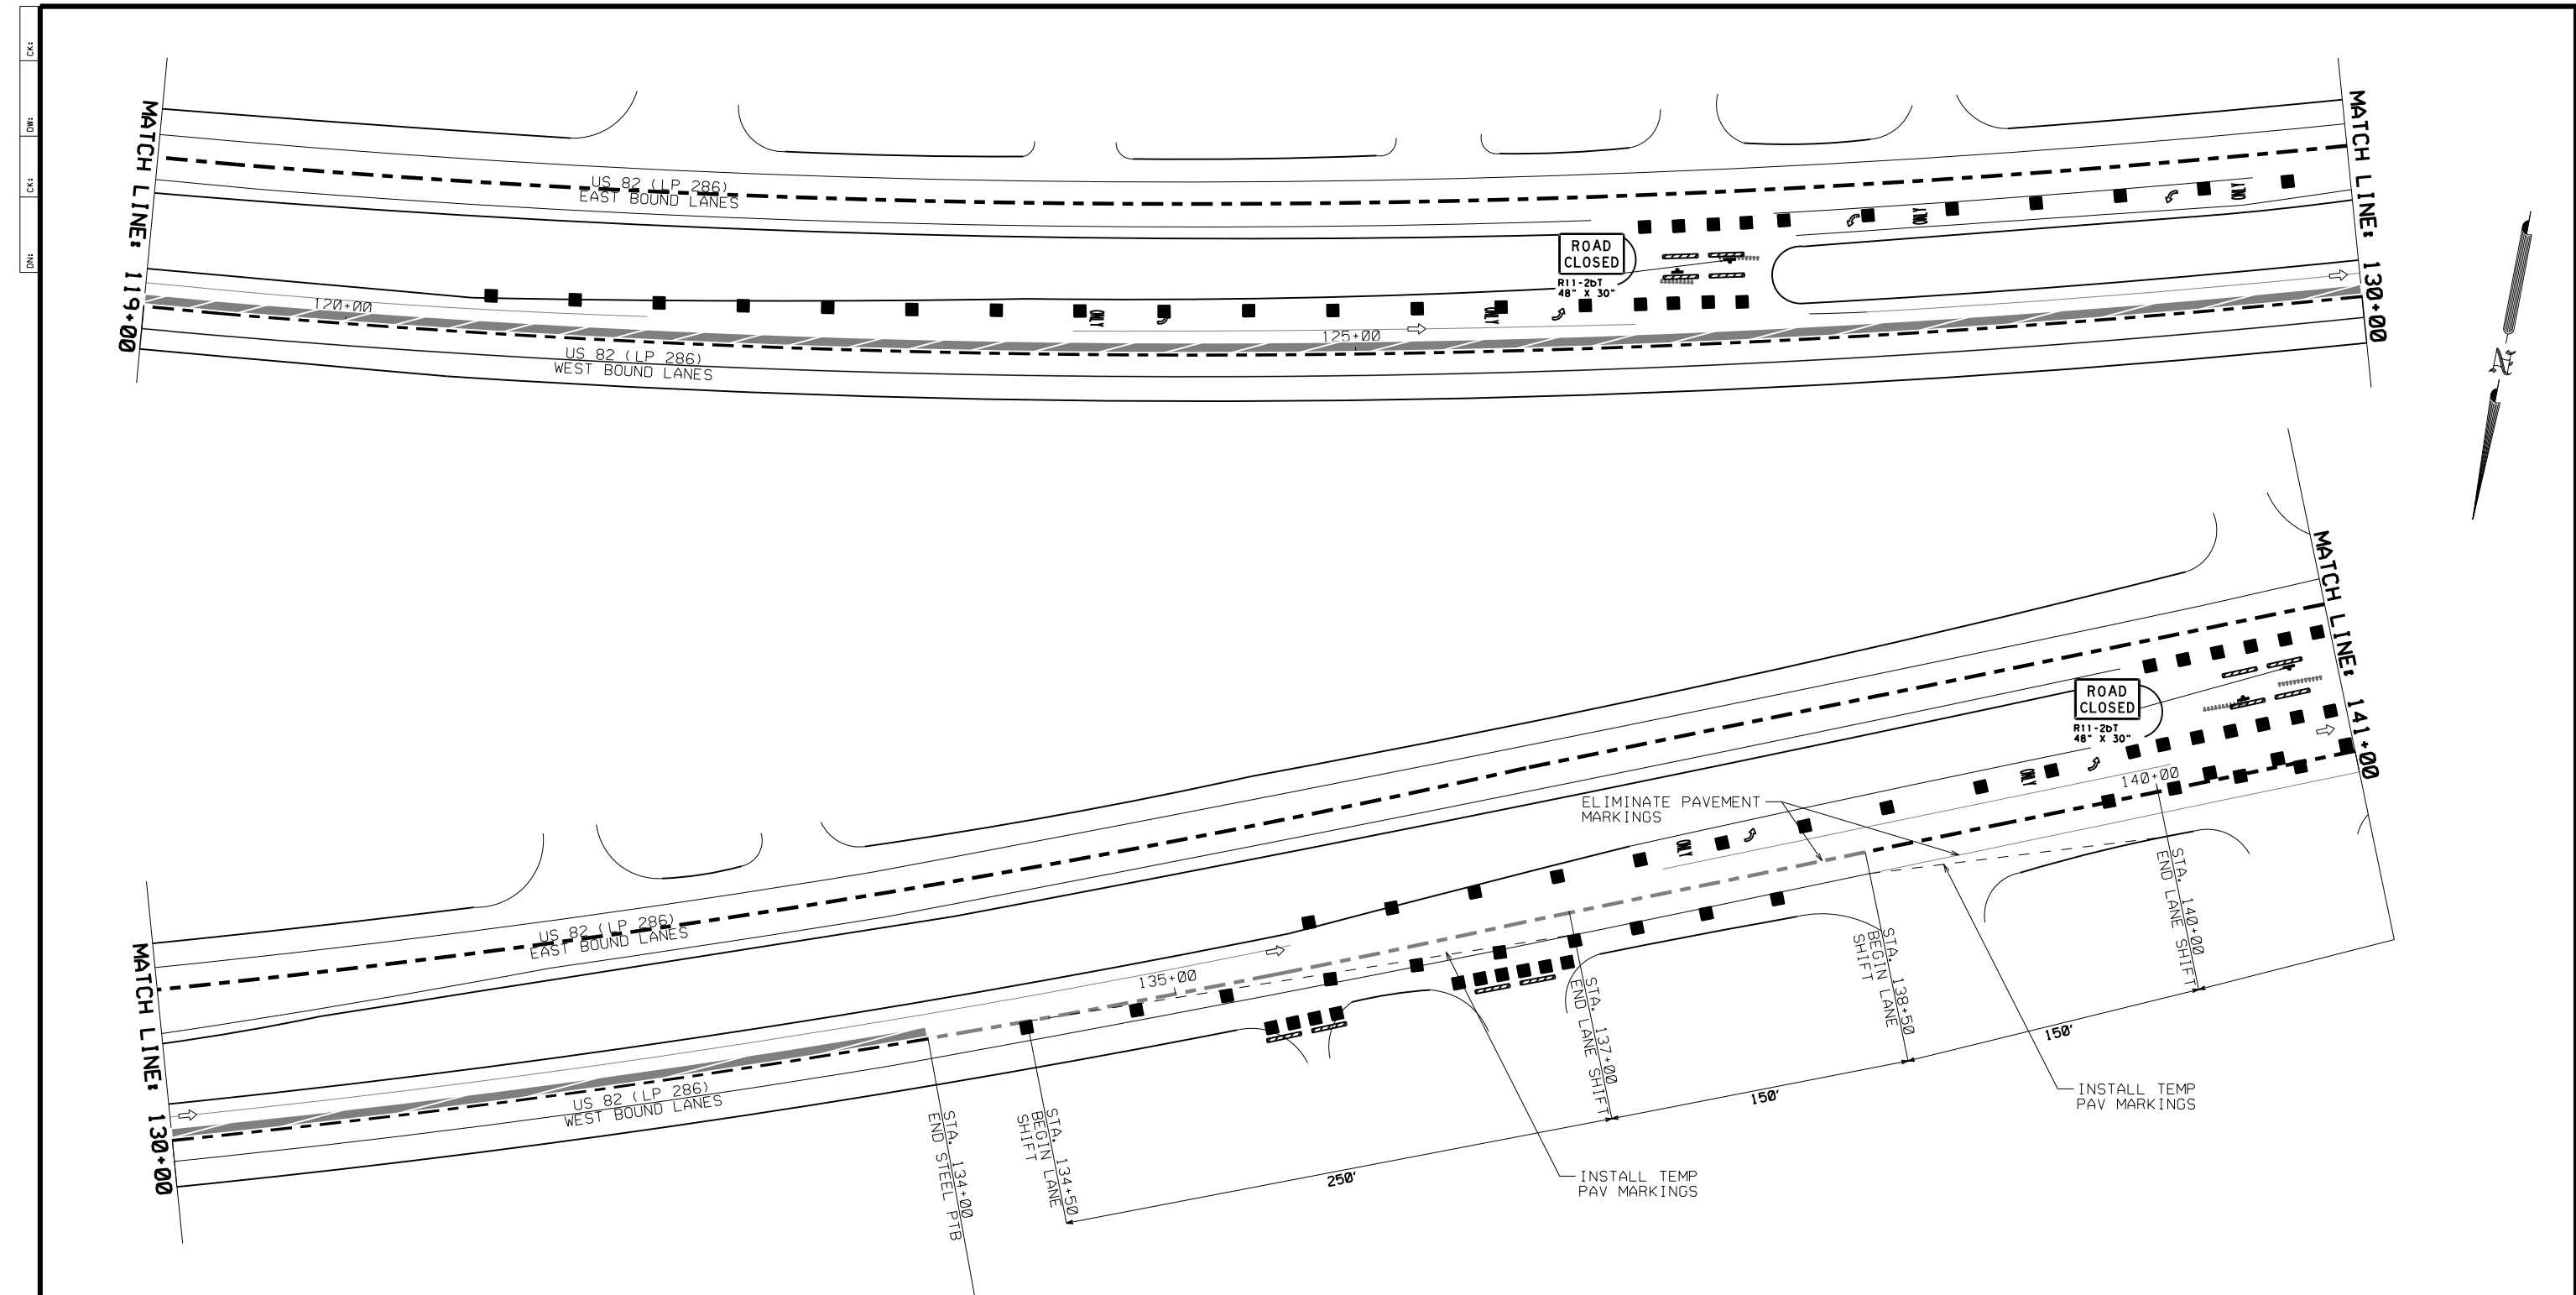 CK:
DW:
CK:
DN:
MATCH LINE: 119+00
US 82 (LP 286)
EAST BOUND LANES
120+00
US 82 (LP 286)
WEST BOUND LANES
ONLY
ONLY
125+00
ROAD
CLOSED
R11-2bT
48" X 30"
ONLY
ONLY
MATCH LINE: 130+00
N
MATCH LINE: 130+00
US 82 (LP 286)
EAST BOUND LANES
US 82 (LP 286)
WEST BOUND LANES
STA. 134+00
END STEEL PTB
STA. 134+50
BEGIN LANE
SHIFT
135+00
250'
INSTALL TEMP
PAV MARKINGS
STA. 137+00
END LANE SHIFT
150'
ELIMINATE PAVEMENT
MARKINGS
ONLY
STA. 138+50
BEGIN LANE
SHIFT
150'
INSTALL TEMP
PAV MARKINGS
ONLY
140+00
STA. 140+00
END LANE SHIFT
ROAD
CLOSED
R11-2bT
48" X 30"
MATCH LINE: 141+00